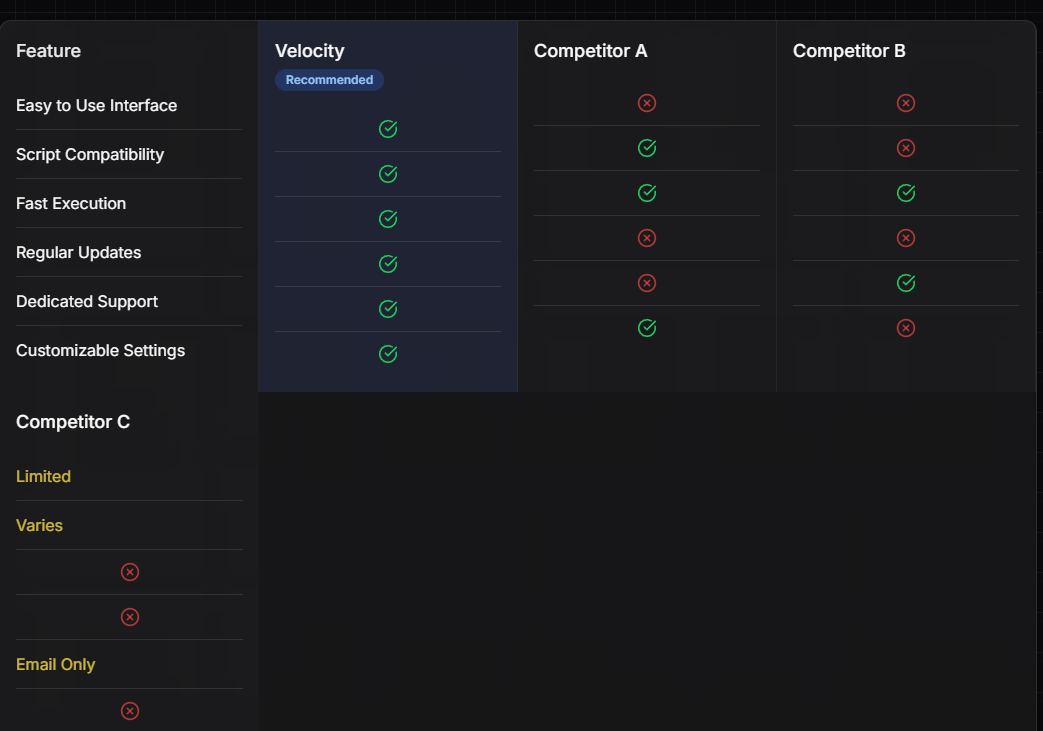 Feature
Velocity
Recommended
Competitor A
Competitor B
Easy to Use Interface
Script Compatibility
Fast Execution
Regular Updates
Dedicated Support
Customizable Settings
Competitor C
Limited
Varies
Email Only